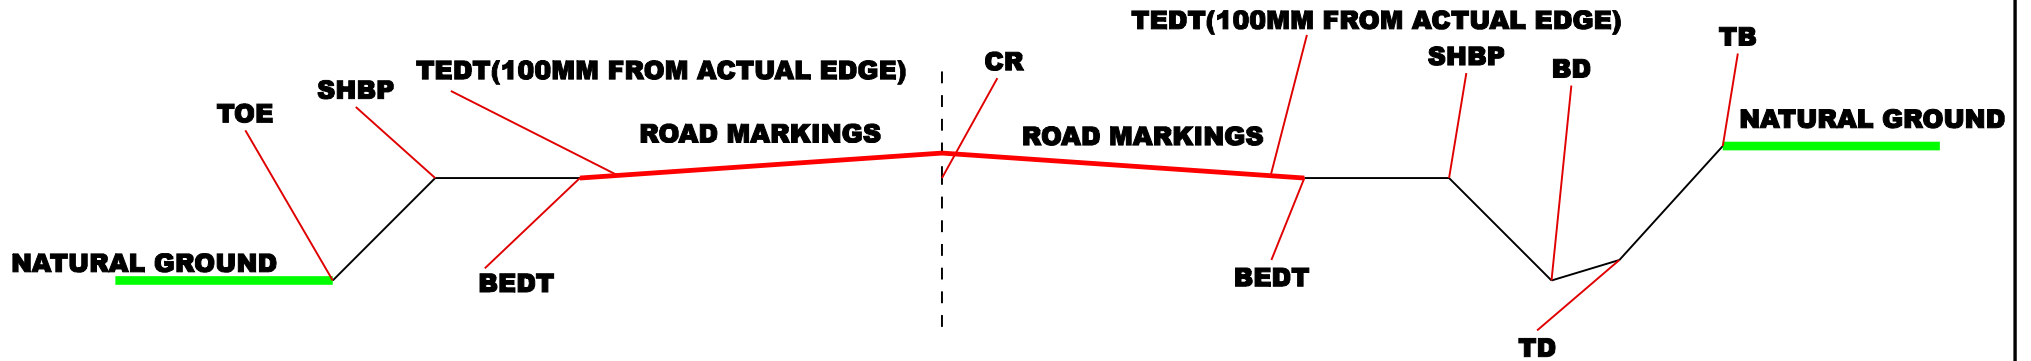 TEDT(100MM FROM ACTUAL EDGE)
TB
SHBP
CR
BD
TEDT(100MM FROM ACTUAL EDGE)
SHBP
TOE
NATURAL GROUND
ROAD MARKINGS
ROAD MARKINGS
NATURAL GROUND
BEDT
BEDT
TD